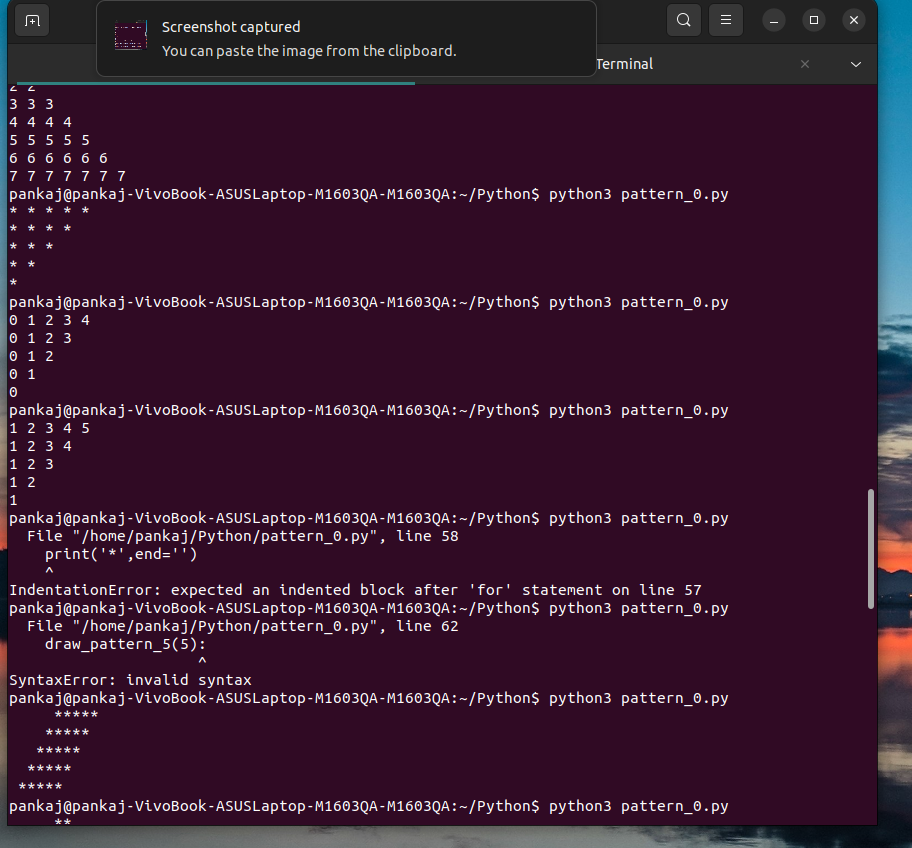 Screenshot captured
You can paste the image from the clipboard.
Terminal
2 2
3 3 3
4 4 4 4
5 5 5 5 5
6 6 6 6 6 6
7 7 7 7 7 7 7
pankaj@pankaj-VivoBook-ASUSLaptop-M1603QA-M1603QA:~/Python$ python3 pattern_0.py
* * * * *
* * * *
* * *
* *
*
pankaj@pankaj-VivoBook-ASUSLaptop-M1603QA-M1603QA:~/Python$ python3 pattern_0.py
0 1 2 3 4
0 1 2 3
0 1 2
0 1
0
pankaj@pankaj-VivoBook-ASUSLaptop-M1603QA-M1603QA:~/Python$ python3 pattern_0.py
1 2 3 4 5
1 2 3 4
1 2 3
1 2
1
pankaj@pankaj-VivoBook-ASUSLaptop-M1603QA-M1603QA:~/Python$ python3 pattern_0.py
  File "/home/pankaj/Python/pattern_0.py", line 58
    print('*',end='')
    ^
IndentationError: expected an indented block after 'for' statement on line 57
pankaj@pankaj-VivoBook-ASUSLaptop-M1603QA-M1603QA:~/Python$ python3 pattern_0.py
  File "/home/pankaj/Python/pattern_0.py", line 62
    draw_pattern_5(5):
                     ^
SyntaxError: invalid syntax
pankaj@pankaj-VivoBook-ASUSLaptop-M1603QA-M1603QA:~/Python$ python3 pattern_0.py
     *****
    *****
   *****
  *****
 *****
pankaj@pankaj-VivoBook-ASUSLaptop-M1603QA-M1603QA:~/Python$ python3 pattern_0.py
     **